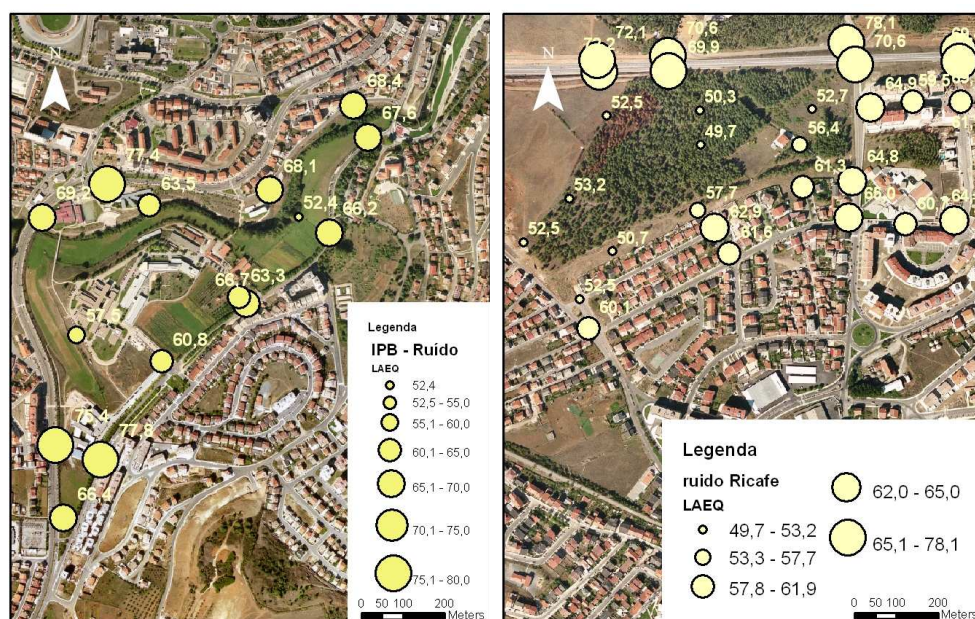 N
68,4
67,6
77,4
69,2
63,5
68,1
52,4
66,2
66,7
63,3
57,5
60,8
77,8
66,4
Legenda
IPB - Ruído
LAEQ
52,4
52,5 - 55,0
55,1 - 60,0
60,1 - 65,0
65,1 - 70,0
70,1 - 75,0
75,1 - 80,0
0 50 100 200
Meters
N
72,1
70,6
78,1
69,9
70,6
52,5
50,3
52,7
64,9
49,7
56,4
61,3
64,8
53,2
57,7
66,0
62,9
52,5
50,7
61,6
52,5
60,1
Legenda
ruido Ricafe
LAEQ
49,7 - 53,2
53,3 - 57,7
57,8 - 61,9
62,0 - 65,0
65,1 - 78,1
0 50 100 200
Meters